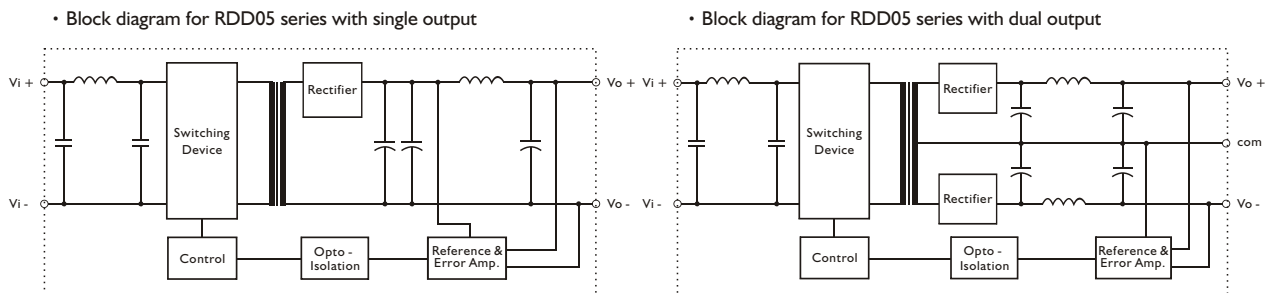 • Block diagram for RDD05 series with single output
Vi +
Vi -
Switching
Device
Rectifier
Control
Opto -
Isolation
Reference &
Error Amp.
Vo +
Vo -
• Block diagram for RDD05 series with dual output
Vi +
Vi -
Switching
Device
Rectifier
Rectifier
Control
Opto -
Isolation
Reference &
Error Amp.
Vo +
com
Vo -